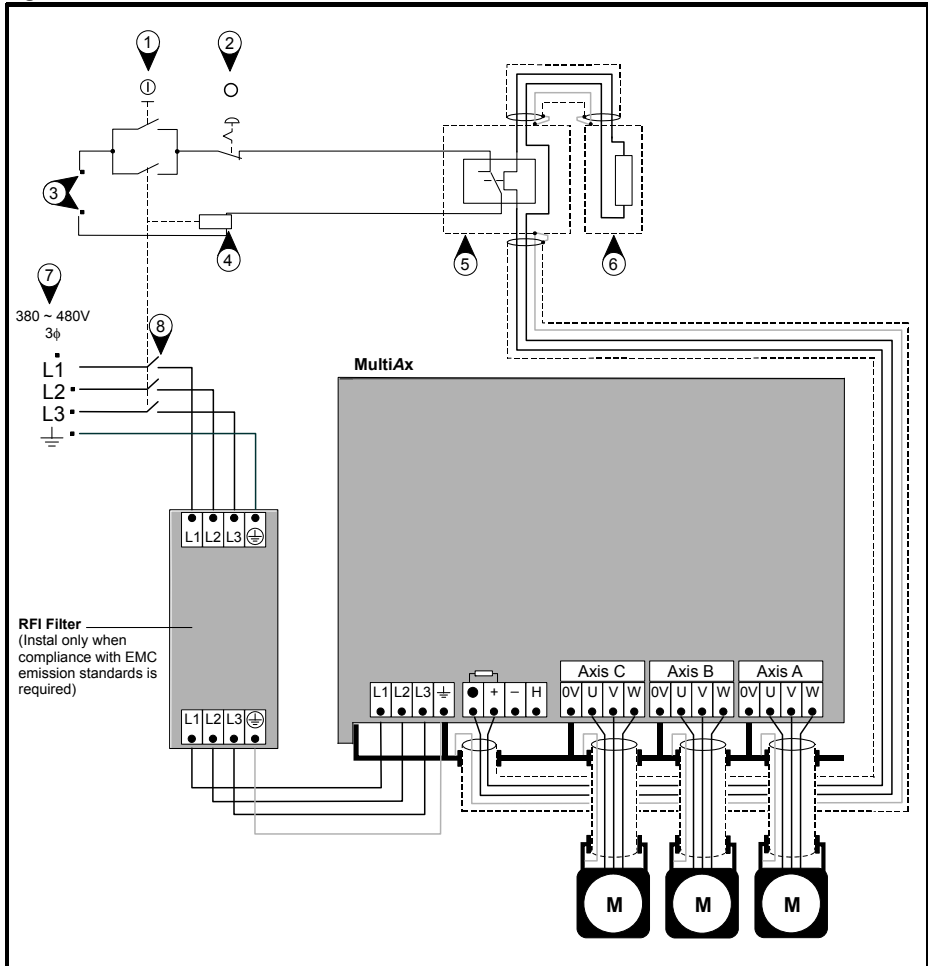 1
2
3
4
5
6
7
380 ~ 480V
3ϕ
8
L1
L2
L3
MultiAx
L1 L2 L3
RFI Filter
(Instal only when
compliance with EMC
emission standards is
required)
L1 L2 L3
L1 L2 L3
+ – H
Axis C
0V U V W
Axis B
0V U V W
Axis A
0V U V W
M
M
M